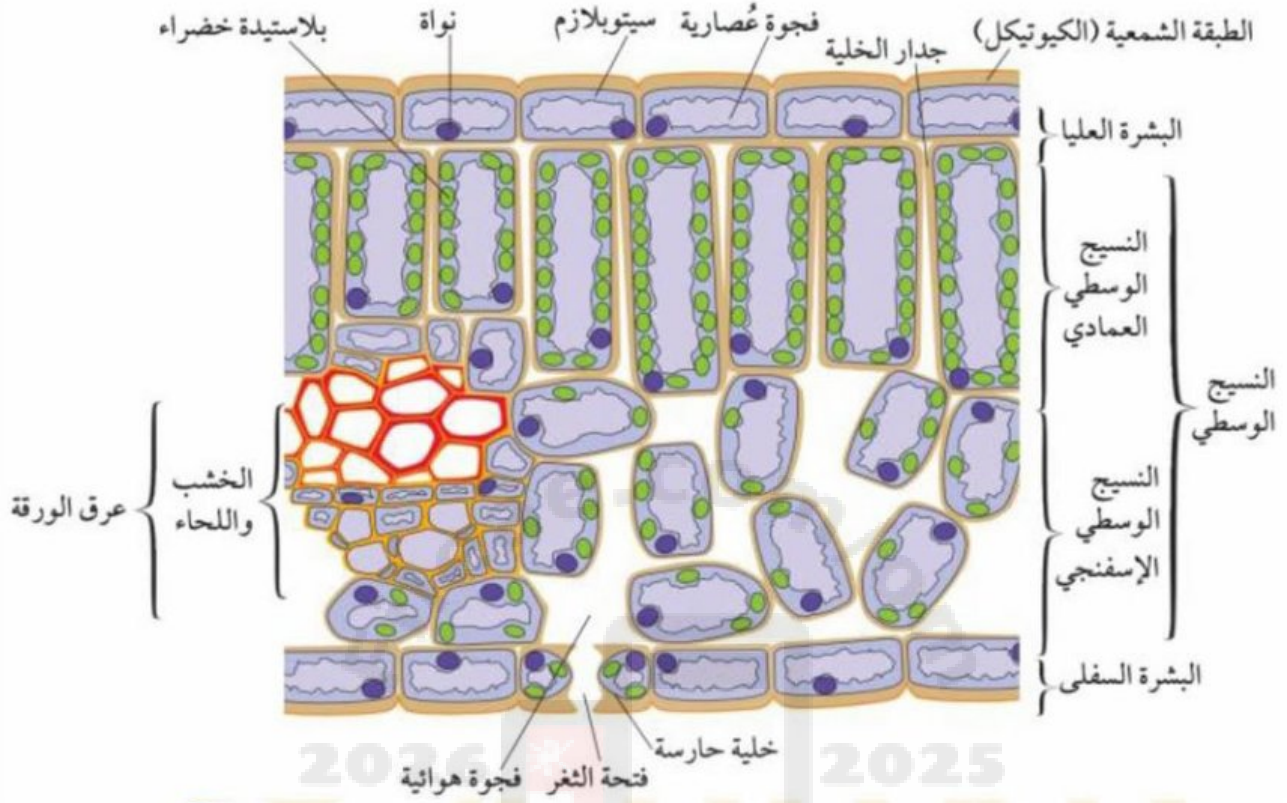 الطبقة الشمعية (الكيوتيكل)
جدار الخلية
فجوة عُصارية
سيتوبلازم
نواة
بلاستيدة خضراء
البشرة العليا
النسيج
الوسطي
العمادي
النسيج
الوسطي
النسيج
الوسطي
الإسفنجي
الخشب
واللحاء
عرق الورقة
البشرة السفلى
خلية حارسة
فتحة الثغر
فجوة هوائية
2026
2025